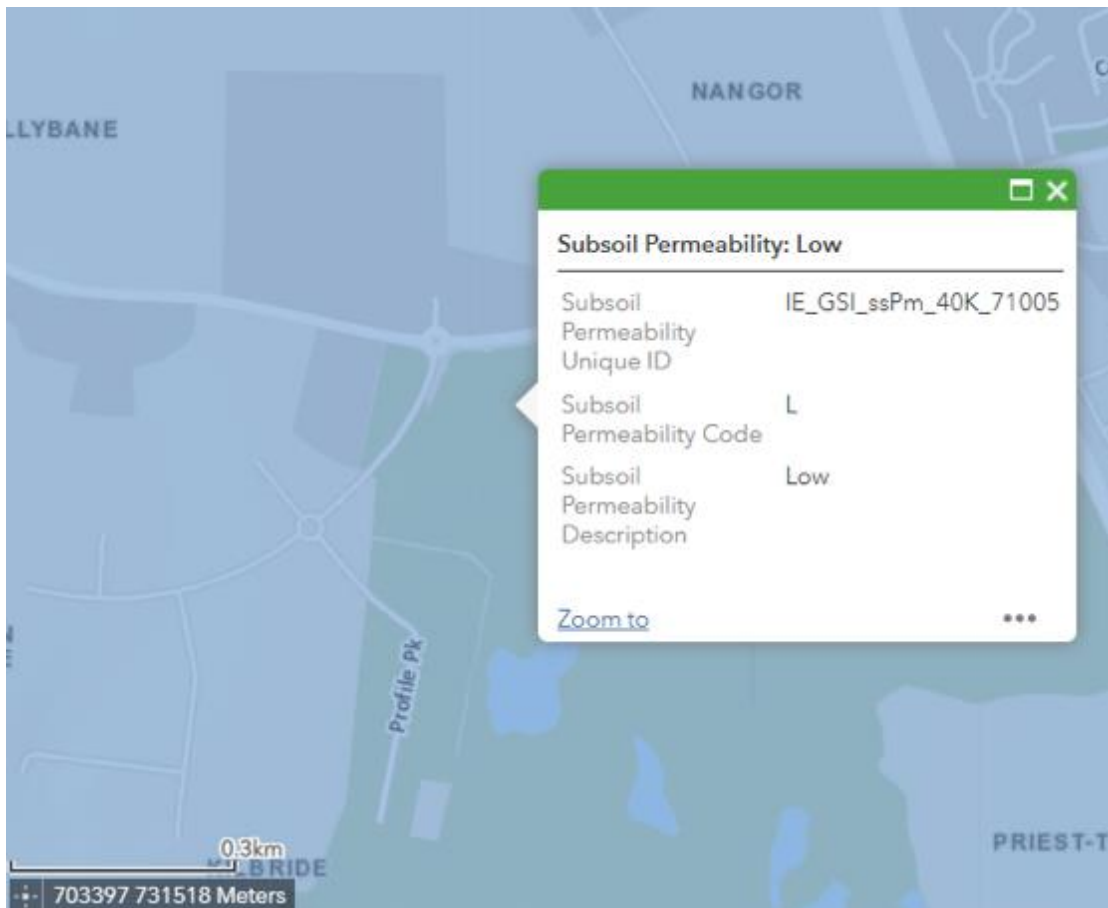 NANGOR
LLYBANE
Subsoil Permeability: Low
Subsoil IE_GSI_ssPm_40K_71005
Permeability
Unique ID
Subsoil L
Permeability Code
Subsoil Low
Permeability
Description
Zoom to
Profile Pk
0.3km
KILBRIDE
PRIEST-T
703397 731518 Meters